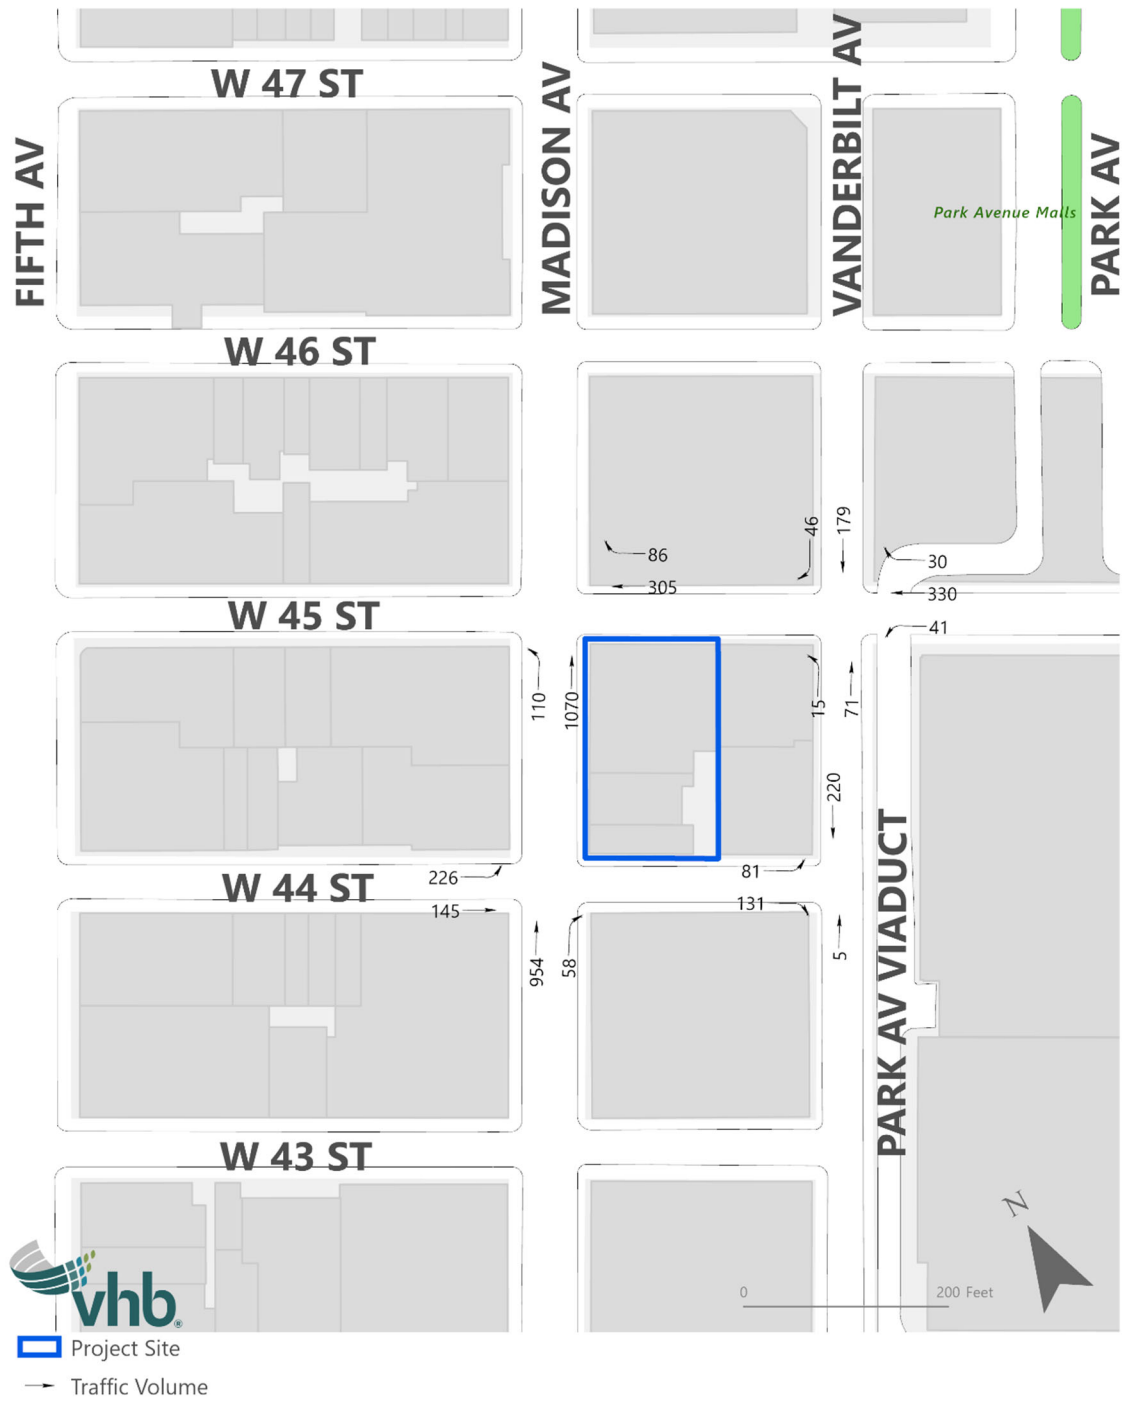 W 47 ST
FIFTH AV
MADISON AV
VANDERBILT AV
PARK AV
Park Avenue Malls
W 46 ST
46
179
86
30
305
330
W 45 ST
41
110
1070
15
71
220
81
226
W 44 ST
145
131
954
58
5
PARK AV VIADUCT
W 43 ST
N
0
200 Feet
vhb®
Project Site
Traffic Volume